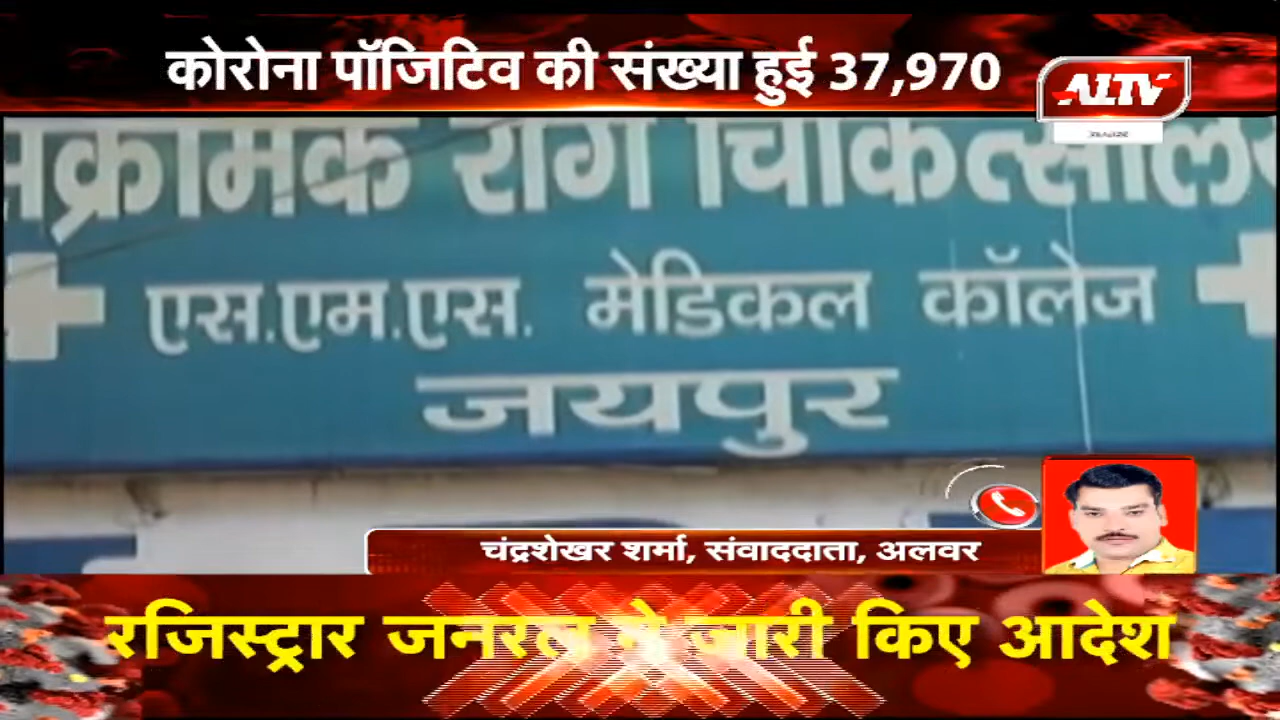 कोरोना पॉजिटिव की संख्या हुई 37,970
ALTV
संक्रामक रोग चिकित्सालय
एस.एम.एस. मेडिकल कॉलेज
जयपुर
चंद्रशेखर शर्मा, संवाददाता, अलवर
रजिस्ट्रार जनरल ने जारी किए आदेश